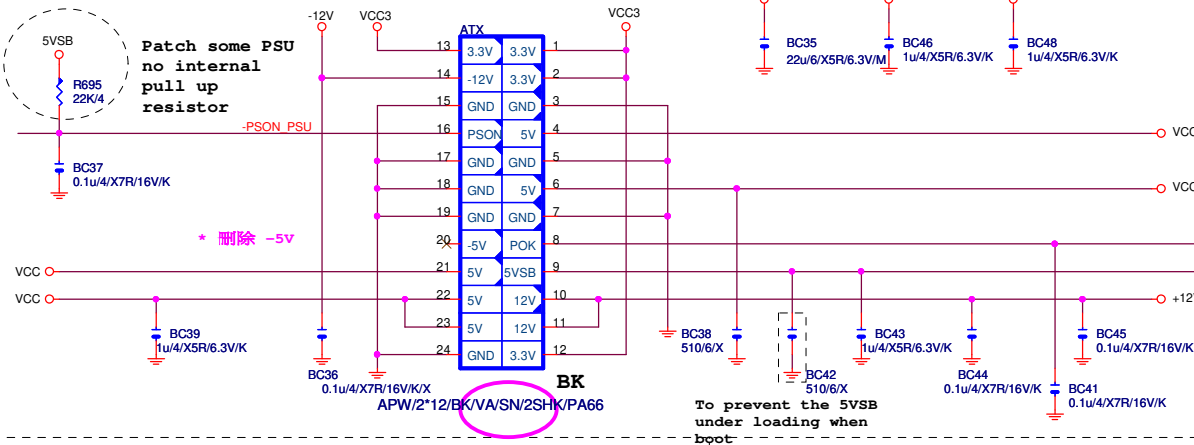 -12V VCC3 VCC3
ATX
5VSB
R695
22K/4
Patch some PSU
no internal
pull up
resistor
BC35
22u/6/X5R/6.3V/M
BC46
1u/4/X5R/6.3V/K
BC48
1u/4/X5R/6.3V/K
13 3.3V 3.3V 1
14 -12V 3.3V 2
15 GND GND 3
-PSON_PSU 16 PSON 5V 4 VCC
17 GND GND 5
18 GND 5V 6 VCC
19 GND GND 7
20 -5V POK 8
VCC 21 5V 5VSB 9
VCC 22 5V 12V 10 +12V
23 5V 12V 11
24 GND 3.3V 12
BC37
0.1u/4/X7R/16V/K
* 删除 -5V
BC39
1u/4/X5R/6.3V/K
BC36
0.1u/4/X7R/16V/K/X
BC38
510/6/X
BC42
510/6/X
BC43
1u/4/X5R/6.3V/K
BC44
0.1u/4/X7R/16V/K
BC45
0.1u/4/X7R/16V/K
BC41
0.1u/4/X7R/16V/K
BK
APW/2*12/BK/VA/SN/2SHK/PA66
To prevent the 5VSB
under loading when
boot